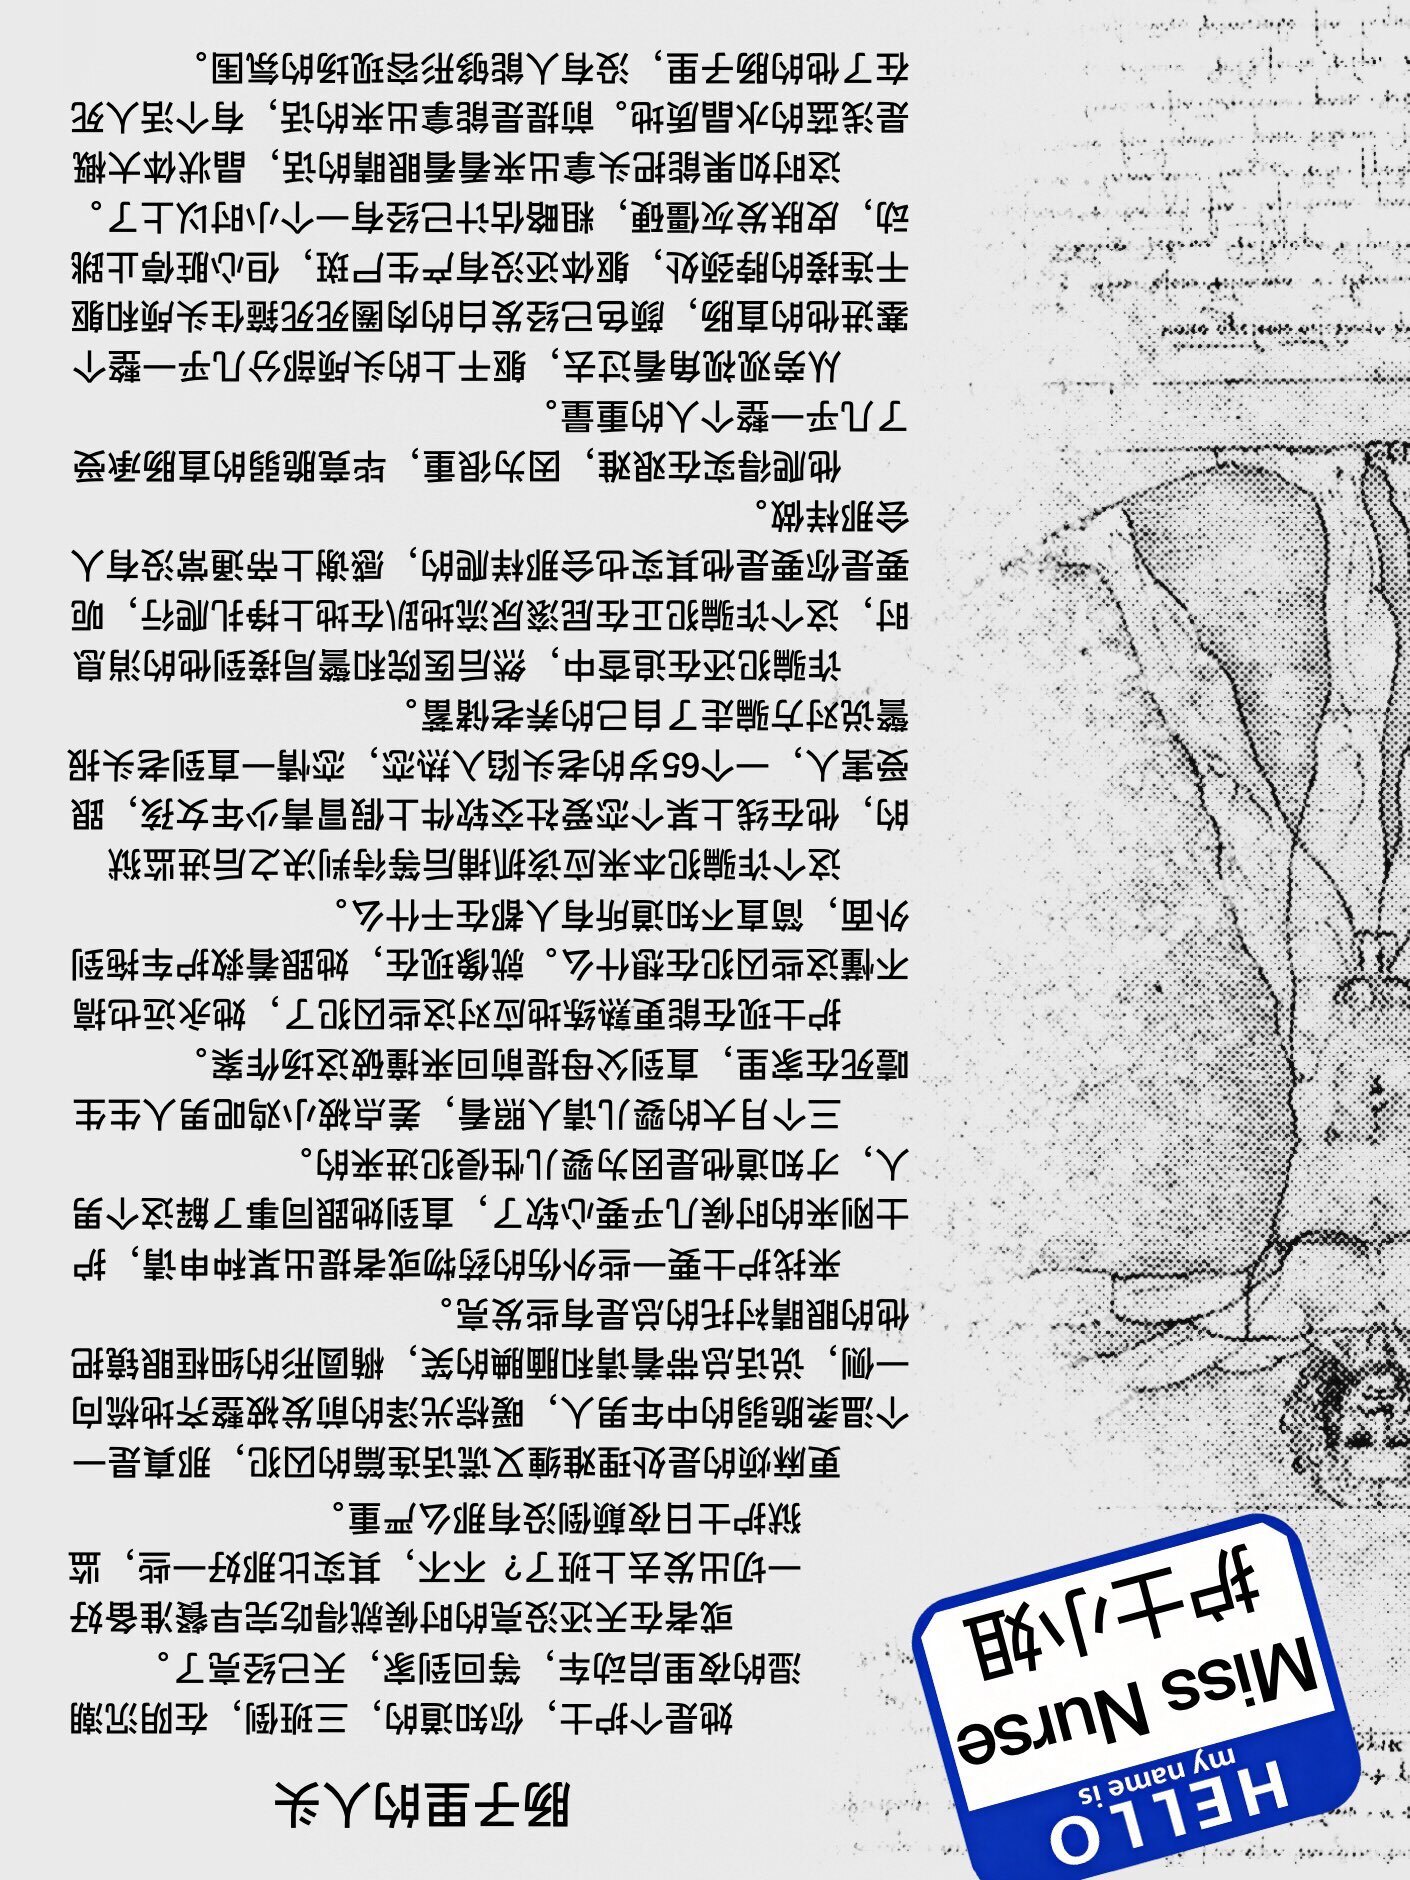 HELLO
my name is
Miss Nurse
护士小姐
肠子里的人头
她是个护士，你知道的，三班倒，在阴沉潮
湿的夜里启动车，等回到家，天已经亮了。
或者在天还没亮的时候就得吃完早餐准备好
一切出发去上班了？不不，其实比那好一些，监
狱护士日夜颠倒没有那么严重。
更麻烦的是处理难缠又谎话连篇的囚犯，那真是一
个温柔脆弱的中年男人，暖棕光泽的前发被整齐地梳向
一侧，说话总带着请和腼腆的笑，椭圆形的细框眼镜把
他的眼睛衬托的总是有些发亮。
来找护士要一些外伤的药物或者提出某种申请，护
士刚来的时候几乎要心软了，直到她跟同事了解这个男
人，才知道他是因为婴儿性侵犯进来的。
三个月大的婴儿请人照看，差点被小鸡吧男人生生
噎死在家里，直到父母提前回来撞破这场作案。
护士现在能更熟练地应对这些囚犯了，她永远也搞
不懂这些囚犯在想什么。就像现在，她跟着救护车拖到
外面，简直不知道所有人都在干什么。
这个诈骗犯本来应该抓捕后等待判决之后进监狱
的，他在线上某个恋爱社交软件上假冒青少年女孩，跟
受害人，一个65岁的老头陷入热恋，恋情一直到老头报
警说对方骗走了自己的养老储蓄。
诈骗犯还在追查中，然后医院和警局接到他的消息
时，这个诈骗犯正在屁滚尿流地趴在地上挣扎爬行，呃
要是你要是他其实也会那样爬的，感谢上帝通常没有人
会那样做。
他爬得实在艰难，因为很重，毕竟脆弱的直肠承受
了几乎一整个人的重量。
从旁观视角看过去，躯干上的头颅部分几乎一整个
塞进他的直肠，颜色已经发白的肉圈死死箍住头颅和躯
干连接的脖颈处，躯体还没有产生尸斑，但心脏停止跳
动，皮肤发灰僵硬，粗略估计已经有一个小时以上了。
这时如果能把头拿出来看看眼睛的话，晶状体大概
是浅蓝的水晶质地。前提是能拿出来的话，有个活人死
在了他的肠子里，没有人能够形容现场的氛围。